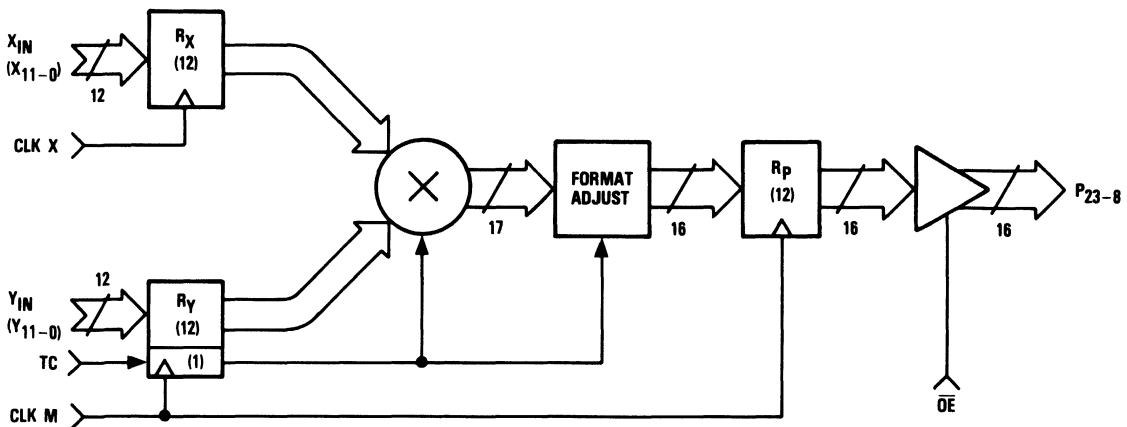 X_IN
(X_11–0)
12
R_X
(12)
CLK X
×
17
FORMAT
ADJUST
16
R_P
(12)
16
16
P_23–8
Y_IN
(Y_11–0)
12
R_Y
(12)
TC
(1)
CLK M
O̅E̅